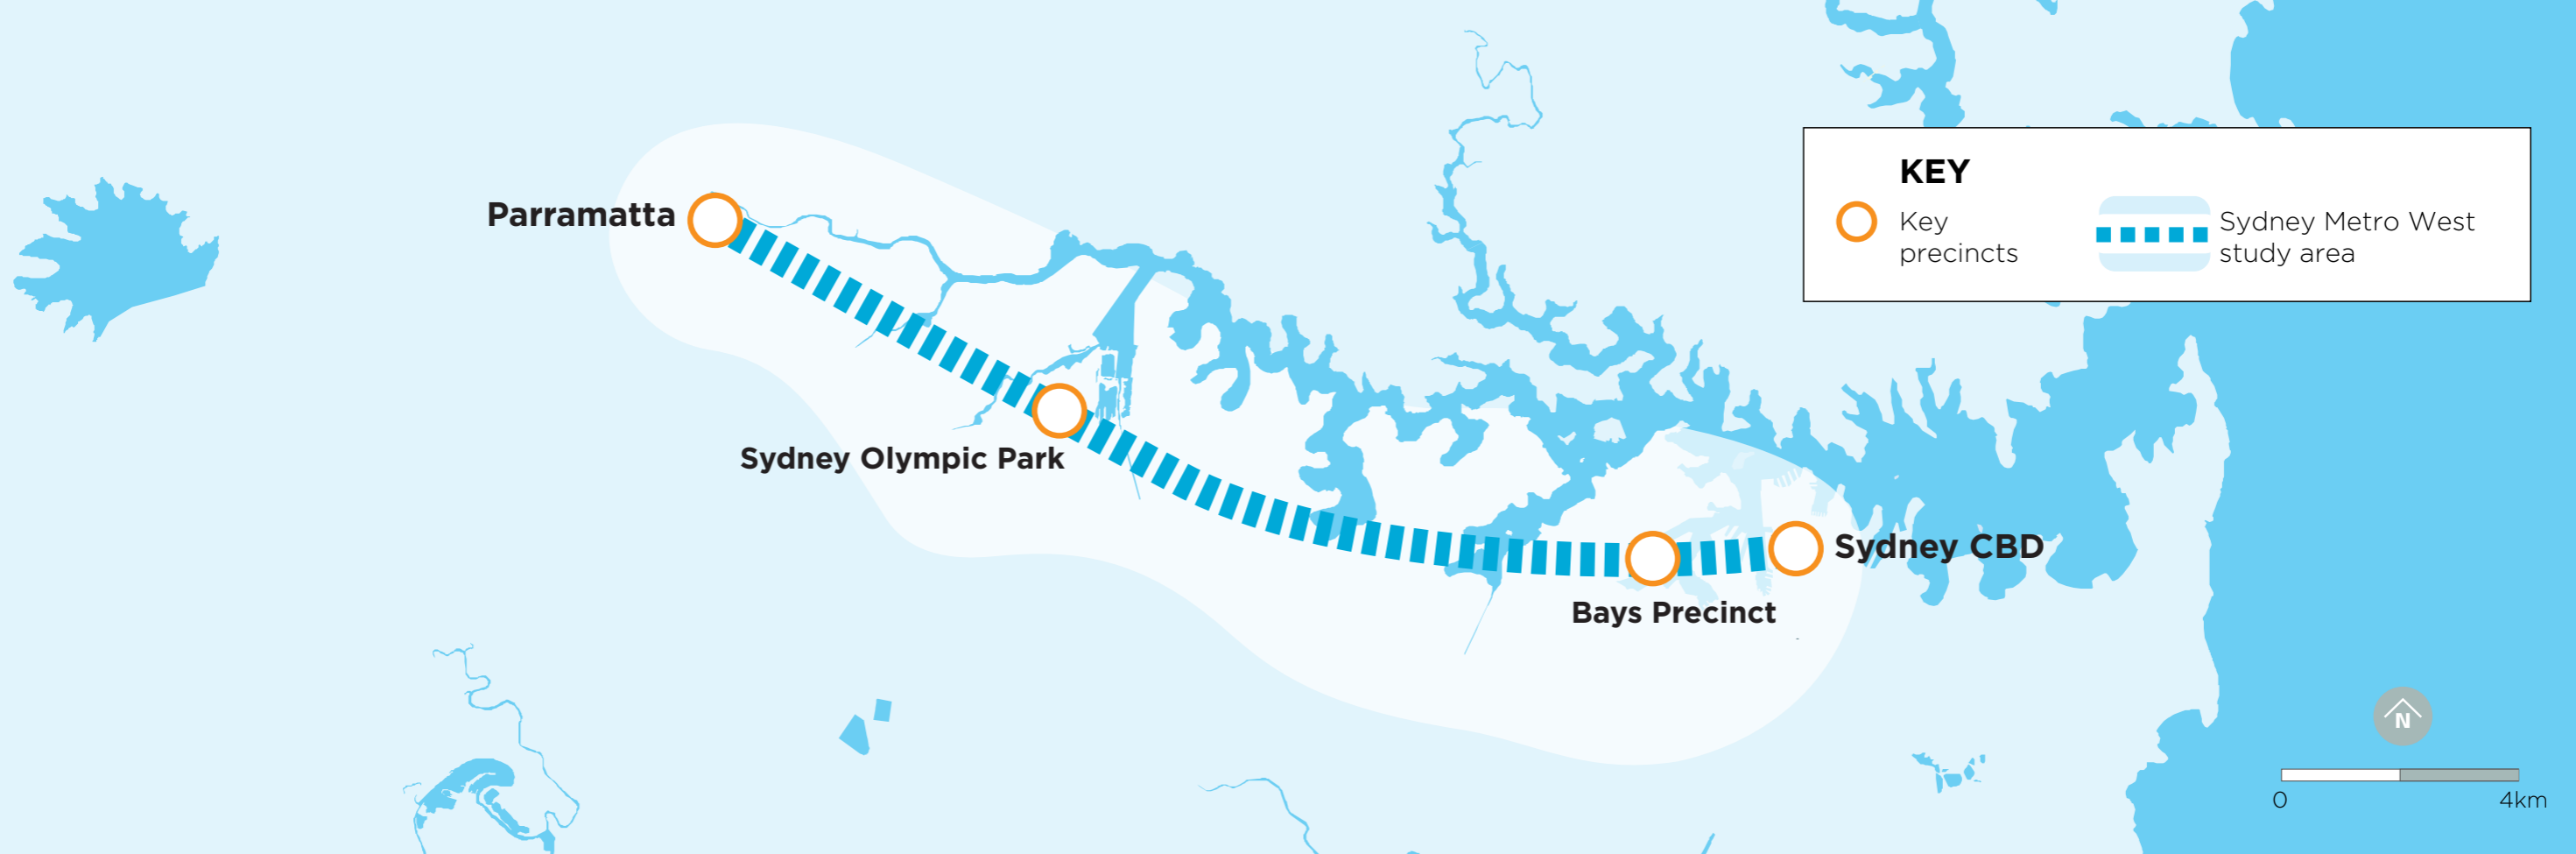 KEY
Key
precincts
Sydney Metro West
study area
Parramatta
Sydney Olympic Park
Sydney CBD
Bays Precinct
N
0
4km